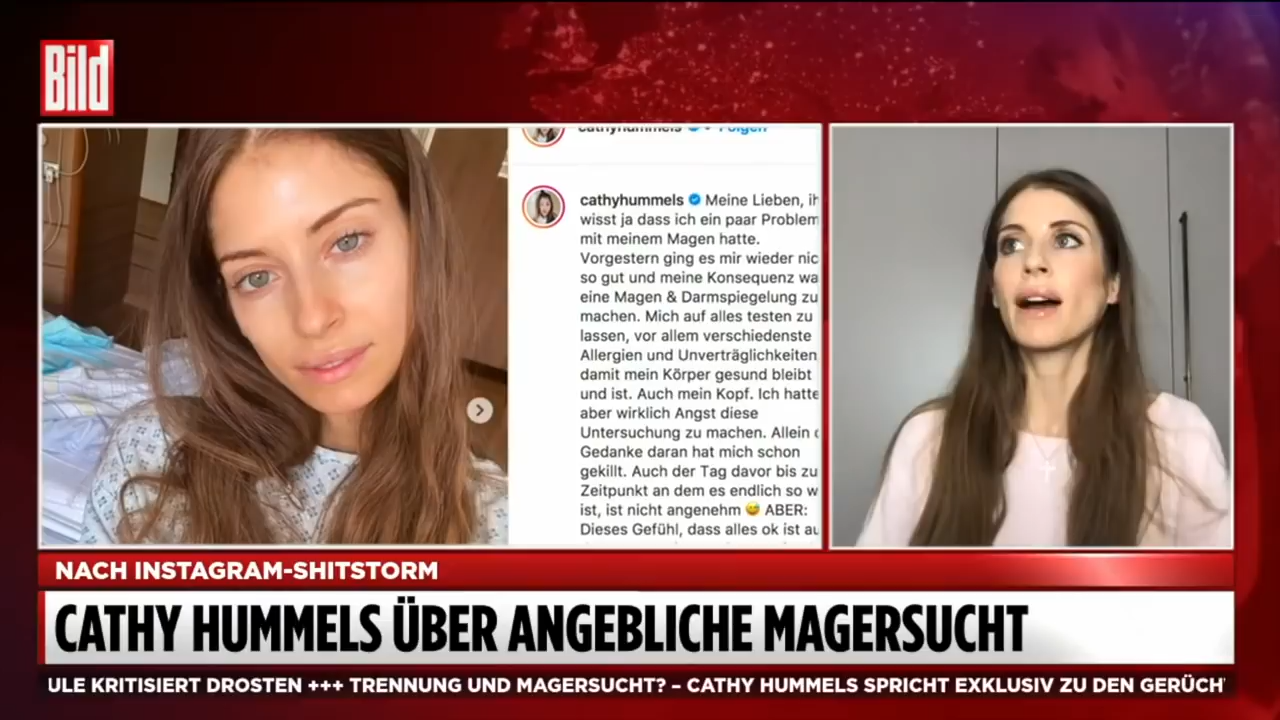 Bild
cathyhummels Folgen
cathyhummels Meine Lieben, ih
wisst ja dass ich ein paar Problem
mit meinem Magen hatte.
Vorgestern ging es mir wieder nic
so gut und meine Konsequenz wa
eine Magen & Darmspiegelung zu
machen. Mich auf alles testen zu
lassen, vor allem verschiedenste
Allergien und Unverträglichkeiten
damit mein Körper gesund bleibt
und ist. Auch mein Kopf. Ich hatte
aber wirklich Angst diese
Untersuchung zu machen. Allein
Gedanke daran hat mich schon
gekillt. Auch der Tag davor bis zu
Zeitpunkt an dem es endlich so w
ist, ist nicht angenehm 😅 ABER:
Dieses Gefühl, dass alles ok ist au
NACH INSTAGRAM-SHITSTORM
CATHY HUMMELS ÜBER ANGEBLICHE MAGERSUCHT
ULE KRITISIERT DROSTEN +++ TRENNUNG UND MAGERSUCHT? – CATHY HUMMELS SPRICHT EXKLUSIV ZU DEN GERÜCH